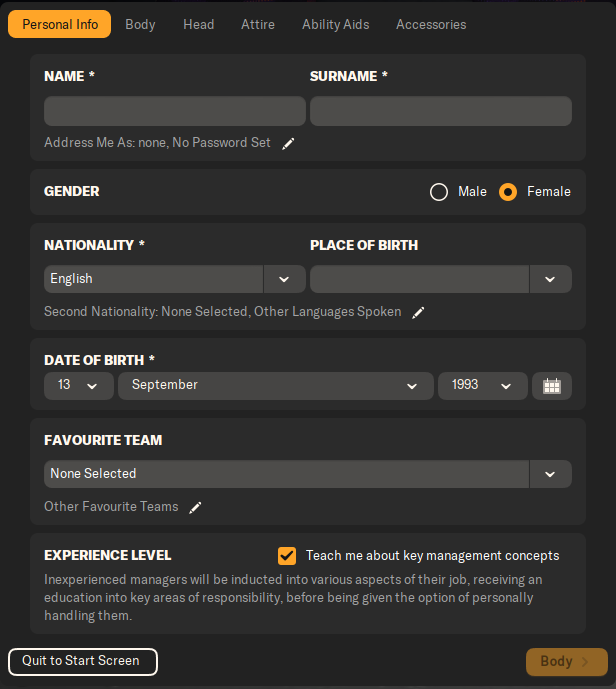 Personal Info Body Head Attire Ability Aids Accessories
NAME * SURNAME *
Address Me As: none, No Password Set
GENDER Male Female
NATIONALITY * PLACE OF BIRTH
English
Second Nationality: None Selected, Other Languages Spoken
DATE OF BIRTH *
13 September 1993
FAVOURITE TEAM
None Selected
Other Favourite Teams
EXPERIENCE LEVEL Teach me about key management concepts
Inexperienced managers will be inducted into various aspects of their job, receiving an
education into key areas of responsibility, before being given the option of personally
handling them.
Quit to Start Screen Body